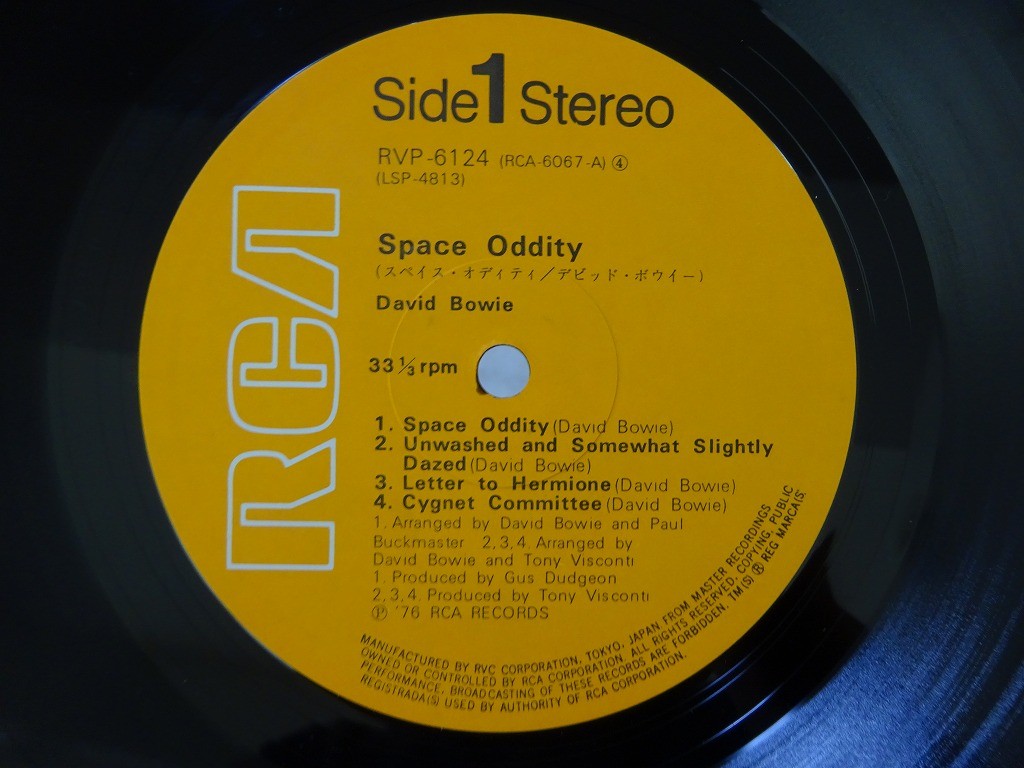 Side 1 Stereo
RVP-6124 (RCA-6067-A) ④
(LSP-4813)
RCA
Space Oddity
(スペイス・オディティ/デビッド・ボウイー)
David Bowie
33 1/3 rpm
1. Space Oddity (David Bowie)
2. Unwashed and Somewhat Slightly
Dazed (David Bowie)
3. Letter to Hermione (David Bowie)
4. Cygnet Committee (David Bowie)
1. Arranged by David Bowie and Paul
Buckmaster 2,3,4. Arranged by
David Bowie and Tony Visconti
1. Produced by Gus Dudgeon
2,3,4. Produced by Tony Visconti
Ⓟ '76 RCA RECORDS
MANUFACTURED BY RVC CORPORATION, TOKYO, JAPAN FROM MASTER RECORDINGS
OWNED OR CONTROLLED BY RCA CORPORATION. ALL RIGHTS RESERVED, COPYING, PUBLIC
PERFORMANCE, BROADCASTING OF THESE RECORDS ARE FORBIDDEN. TM(S) ® REG MARCA(S)
REGISTRADA(S) USED BY AUTHORITY OF RCA CORPORATION.